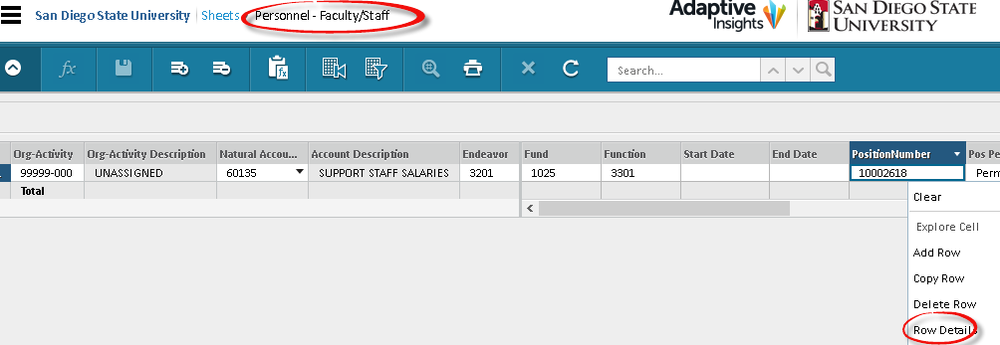 San Diego State University | Sheets Personnel - Faculty/Staff
Adaptive Insights
SAN DIEGO STATE UNIVERSITY
fx
Search...
Org-Activity Org-Activity Description Natural Accou... Account Description Endeavor Fund Function Start Date End Date PositionNumber Pos Pe
99999-000 UNASSIGNED 60135 SUPPORT STAFF SALARIES 3201 1025 3301 10002618 Perm
Total
Clear
Explore Cell
Add Row
Copy Row
Delete Row
Row Details